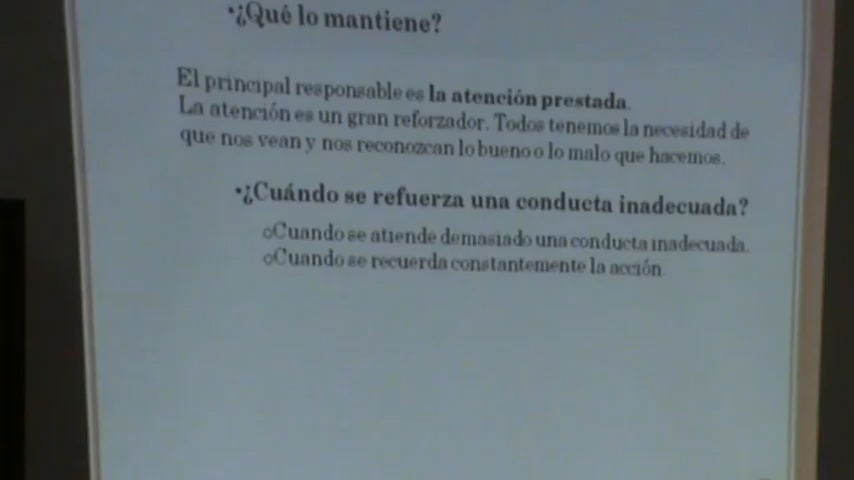 •¿Qué lo mantiene?
El principal responsable es la atención prestada.
La atención es un gran reforzador. Todos tenemos la necesidad de
que nos vean y nos reconozcan lo bueno o lo malo que hacemos.
•¿Cuándo se refuerza una conducta inadecuada?
oCuando se atiende demasiado una conducta inadecuada.
oCuando se recuerda constantemente la acción